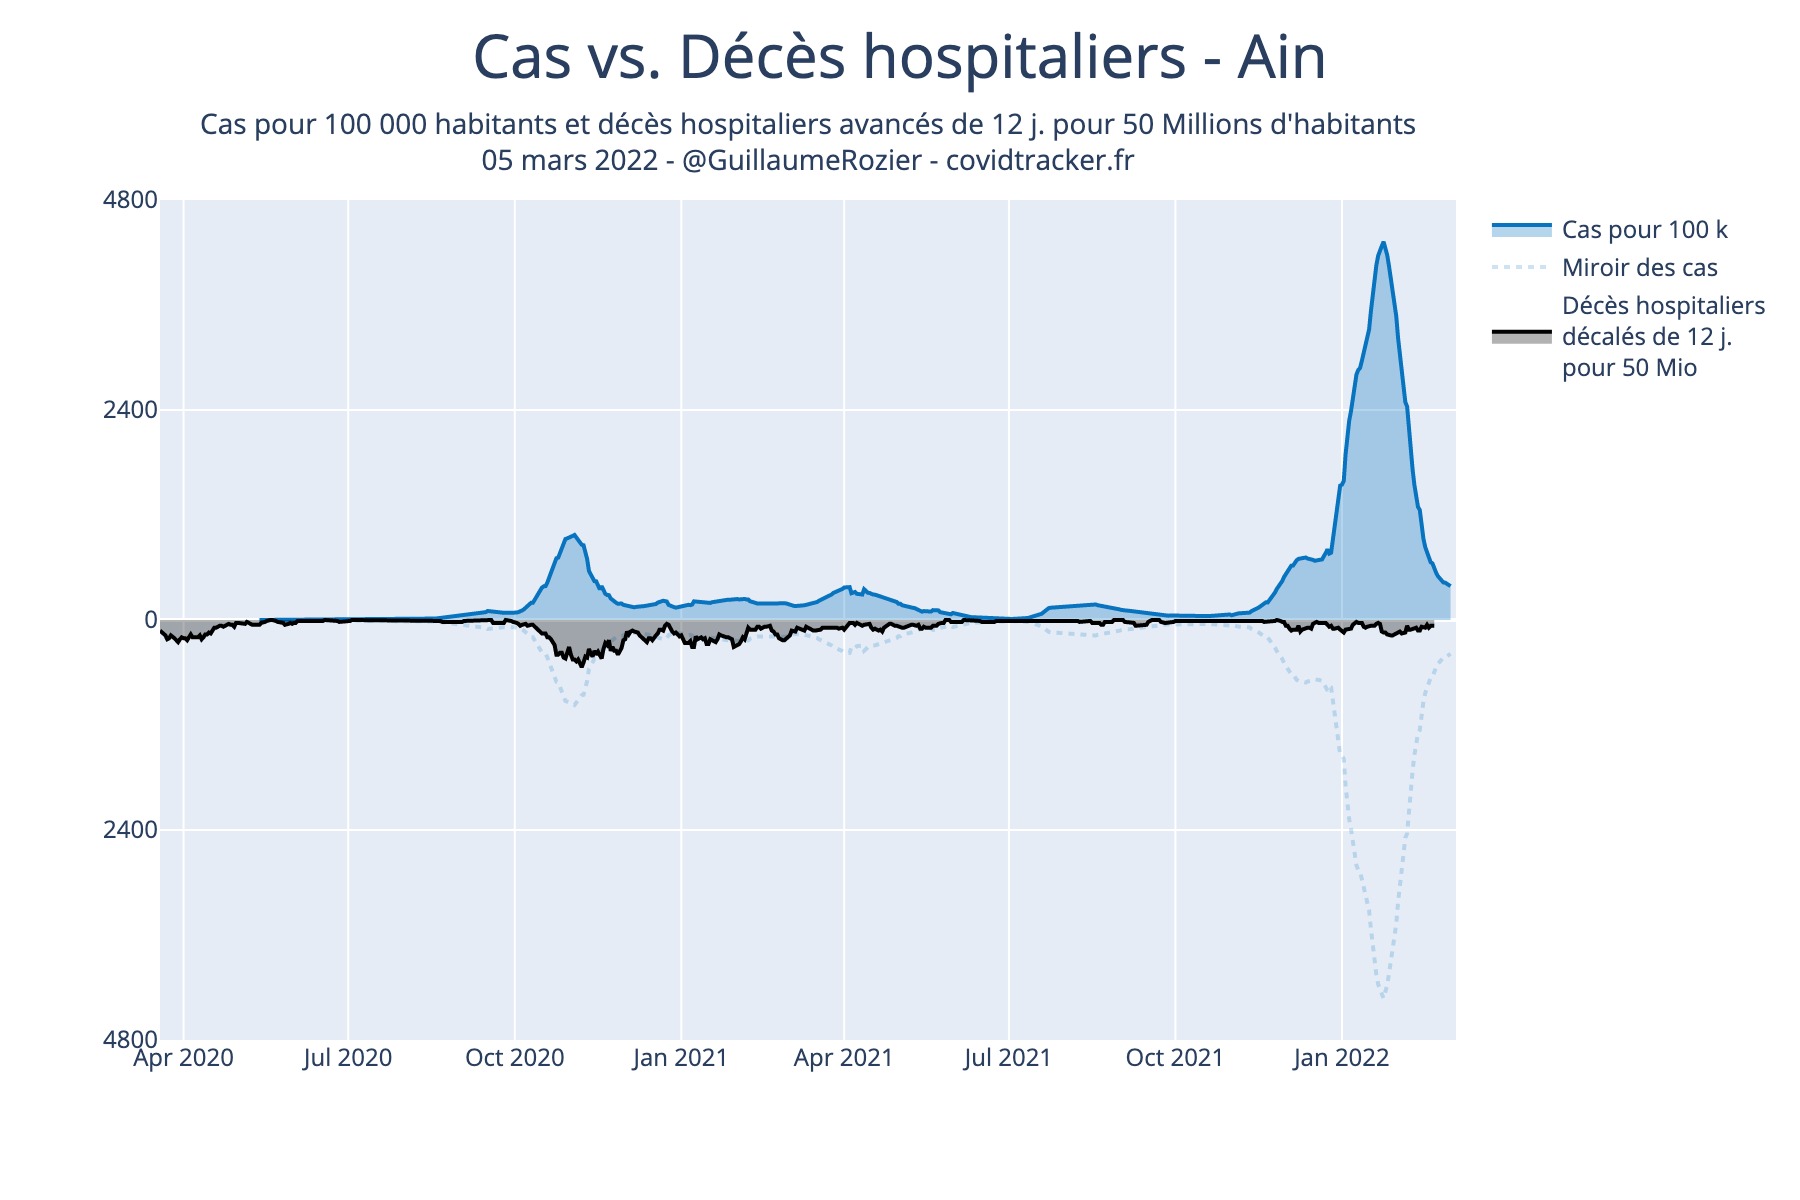 Cas vs. Décès hospitaliers - Ain
Cas pour 100 000 habitants et décès hospitaliers avancés de 12 j. pour 50 Millions d'habitants
05 mars 2022 - @GuillaumeRozier - covidtracker.fr
4800
2400
0
2400
4800
Apr 2020
Jul 2020
Oct 2020
Jan 2021
Apr 2021
Jul 2021
Oct 2021
Jan 2022
Cas pour 100 k
Miroir des cas
Décès hospitaliers
décalés de 12 j.
pour 50 Mio